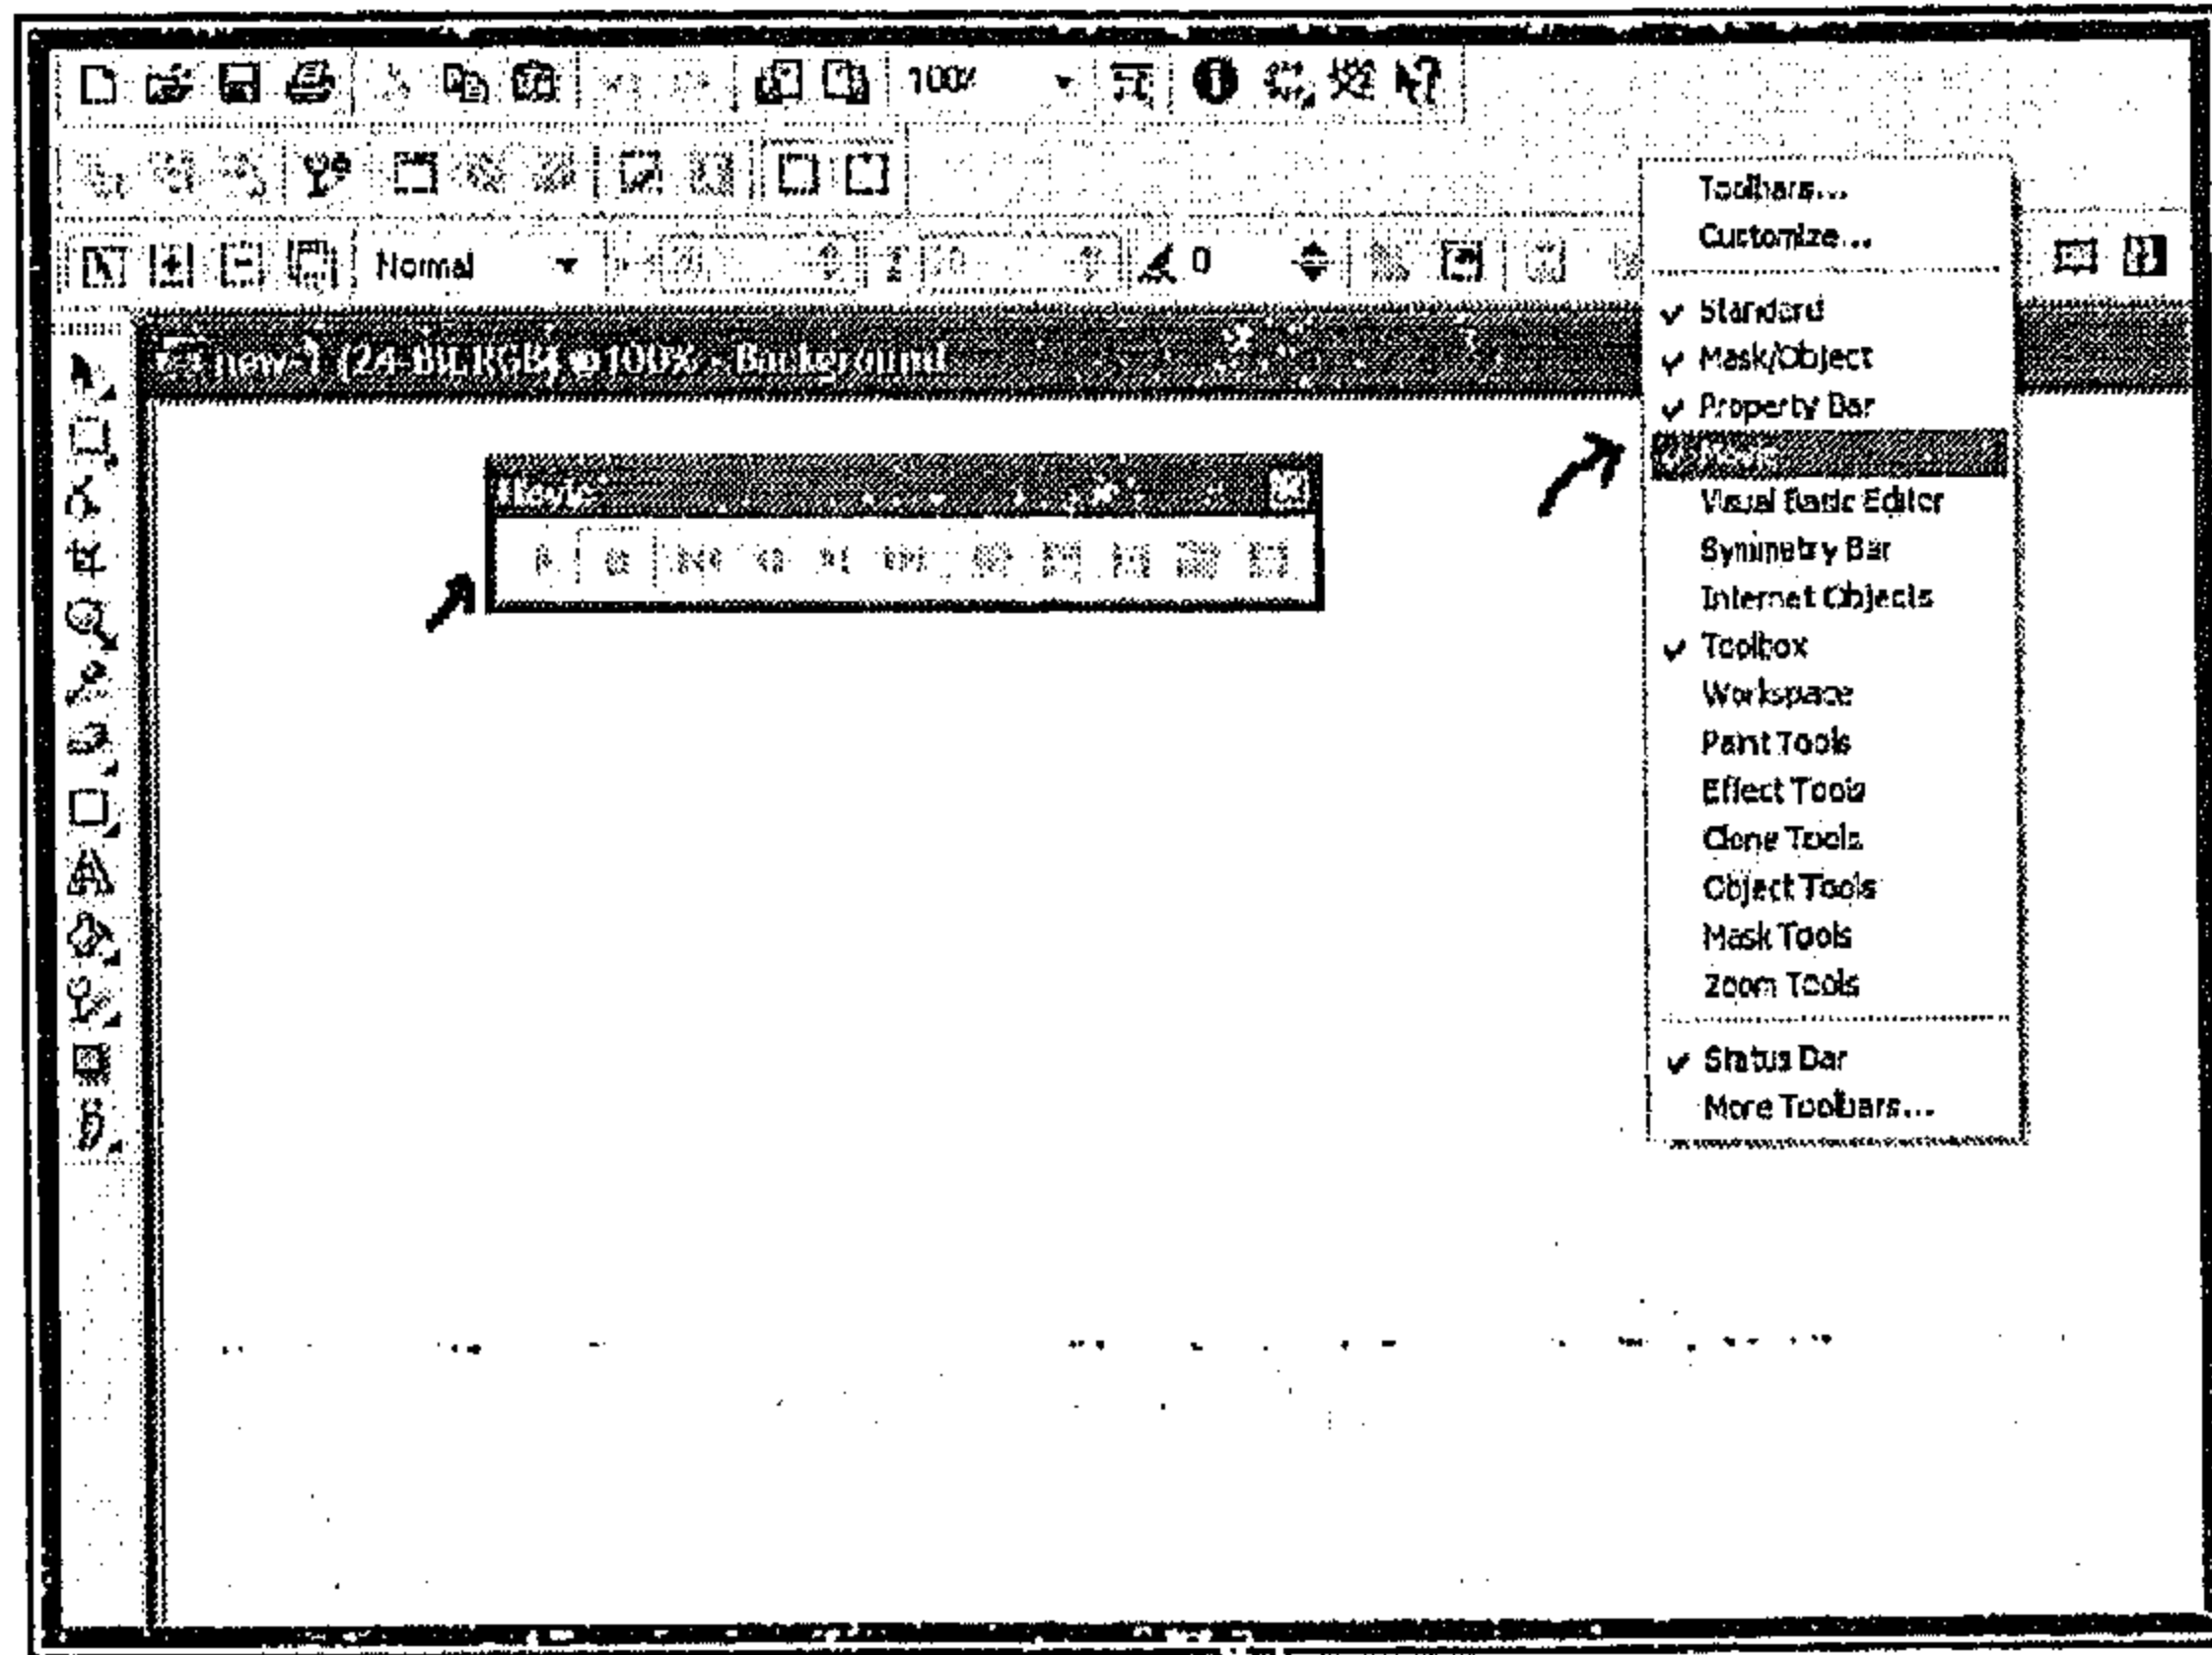 100%
Normal
0
new-1 (24-Bit RGB) @ 100% - Background
Movie
Toolbars...
Customize...
Standard
Mask/Object
Property Bar
Movie
Visual Basic Editor
Symmetry Bar
Internet Objects
Toolbox
Workspace
Paint Tools
Effect Tools
Clone Tools
Object Tools
Mask Tools
Zoom Tools
Status Bar
More Toolbars...